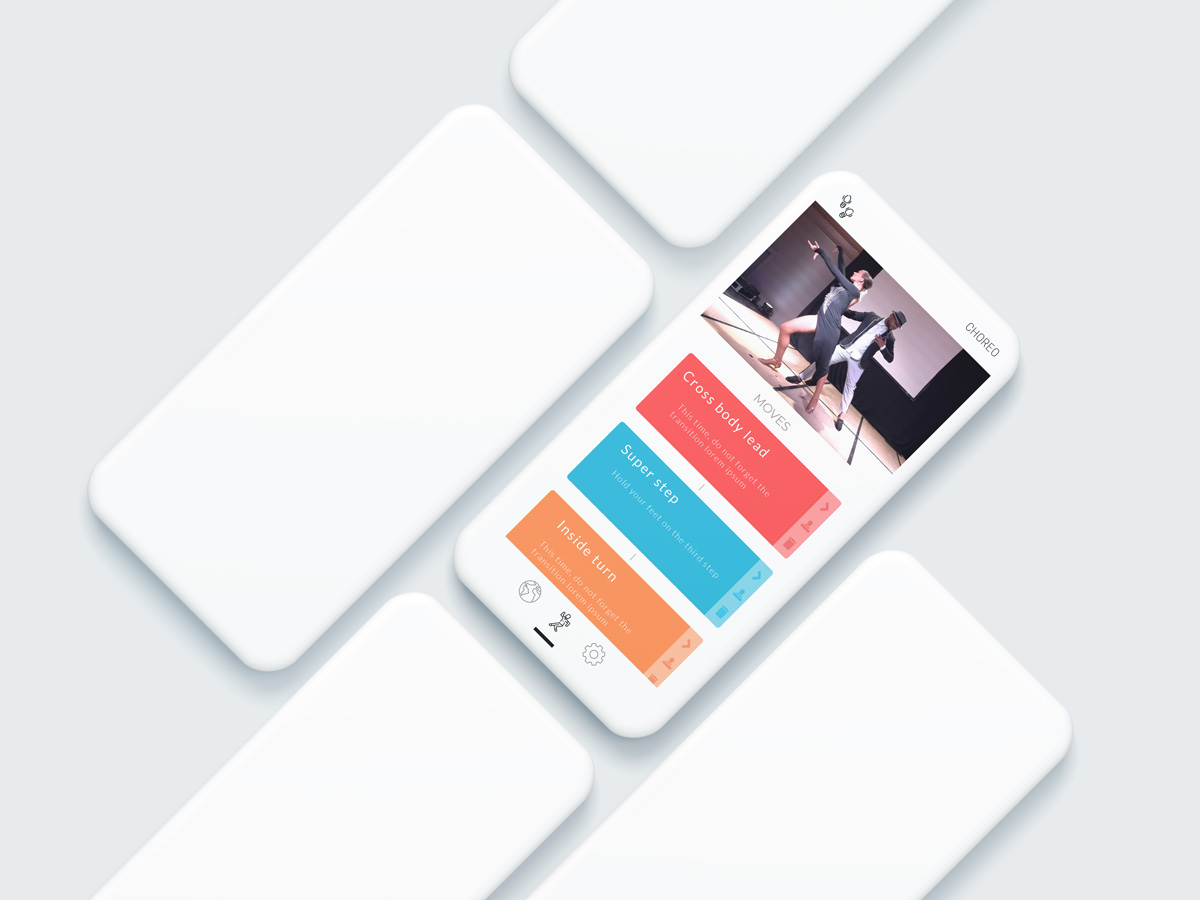 CHOREO
MOVES
Cross body lead
This time, do not forget the
transition lorem ipsum
Super step
Hold your feet on the third step
Inside turn
This time, do not forget the
transition lorem ipsum